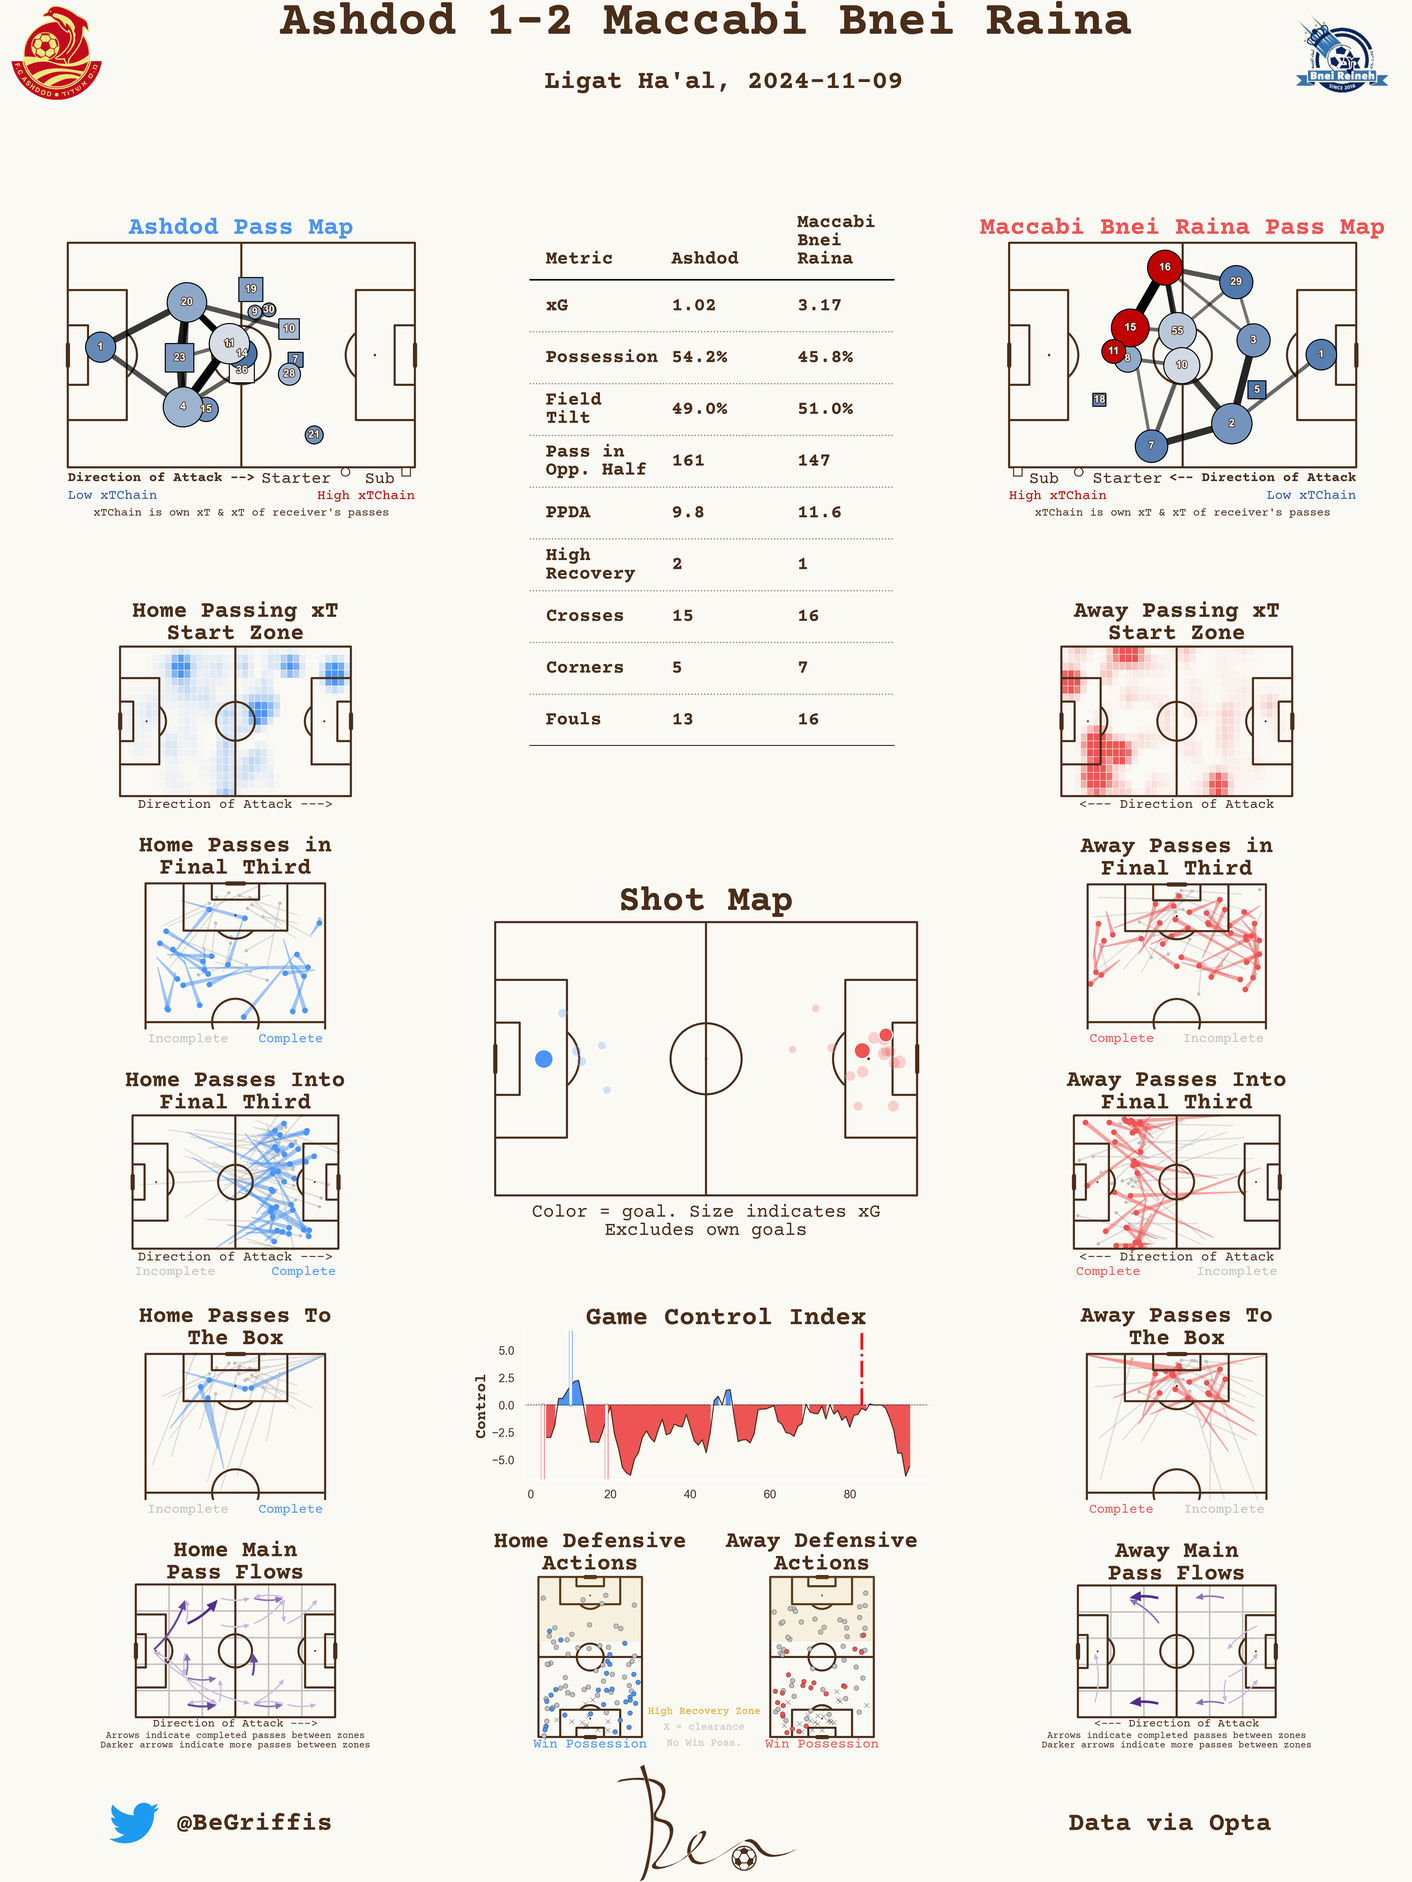 Ashdod 1-2 Maccabi Bnei Raina
Ligat Ha'al, 2024-11-09
F.C ASHDOD • מ.ס אשדוד
Bnei Reineh
SINCE 2016
Ashdod Pass Map
20
19
9
30
10
1
23
11
14
7
36
28
4
15
21
Direction of Attack --> Starter Sub
Low xTChain High xTChain
xTChain is own xT & xT of receiver's passes
Metric Ashdod Maccabi
Bnei
Raina
xG 1.02 3.17
Possession 54.2% 45.8%
Field
Tilt 49.0% 51.0%
Pass in
Opp. Half 161 147
PPDA 9.8 11.6
High
Recovery 2 1
Crosses 15 16
Corners 5 7
Fouls 13 16
Maccabi Bnei Raina Pass Map
16
29
15
55
3
11
8
1
10
5
18
2
7
Sub Starter <-- Direction of Attack
High xTChain Low xTChain
xTChain is own xT & xT of receiver's passes
Home Passing xT
Start Zone
Direction of Attack --->
Away Passing xT
Start Zone
<--- Direction of Attack
Home Passes in
Final Third
Incomplete Complete
Away Passes in
Final Third
Complete Incomplete
Shot Map
Color = goal. Size indicates xG
Excludes own goals
Home Passes Into
Final Third
Direction of Attack --->
Incomplete Complete
Away Passes Into
Final Third
<--- Direction of Attack
Complete Incomplete
Home Passes To
The Box
Incomplete Complete
Game Control Index
Control
5.0
2.5
0.0
−2.5
−5.0
0 20 40 60 80
Away Passes To
The Box
Complete Incomplete
Home Main
Pass Flows
Direction of Attack --->
Arrows indicate completed passes between zones
Darker arrows indicate more passes between zones
Home Defensive
Actions
Win Possession
High Recovery Zone
X = clearance
No Win Poss.
Away Defensive
Actions
Win Possession
Away Main
Pass Flows
<--- Direction of Attack
Arrows indicate completed passes between zones
Darker arrows indicate more passes between zones
@BeGriffis
Ben
Data via Opta